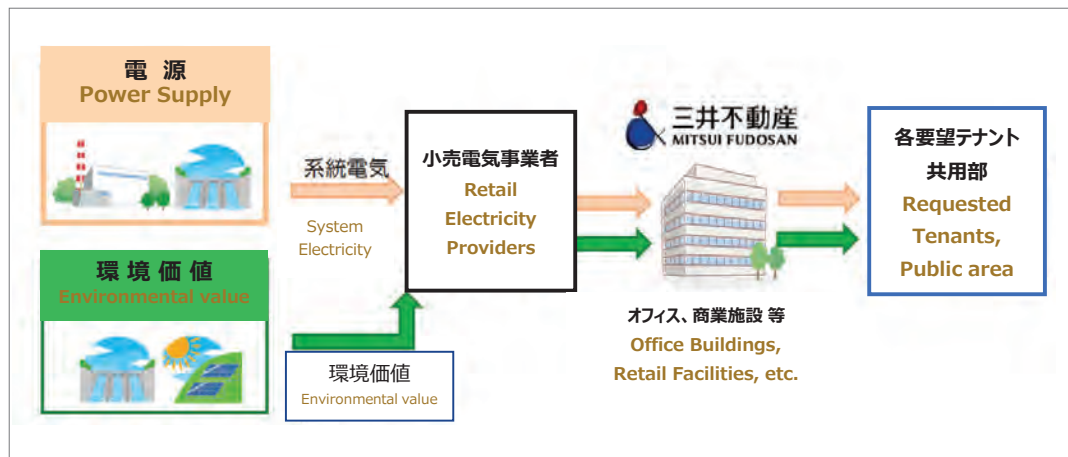 電 源
Power Supply
環 境 価 値
Environmental value
系統電気
System
Electricity
環境価値
Environmental value
小売電気事業者
Retail
Electricity
Providers
三井不動産
MITSUI FUDOSAN
オフィス、商業施設 等
Office Buildings,
Retail Facilities, etc.
各要望テナント
共用部
Requested
Tenants,
Public area